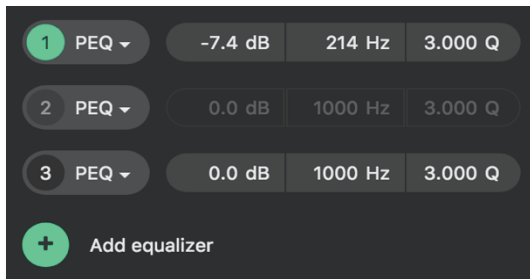 1 PEQ -7.4 dB 214 Hz 3.000 Q
2 PEQ 0.0 dB 1000 Hz 3.000 Q
3 PEQ 0.0 dB 1000 Hz 3.000 Q
+ Add equalizer